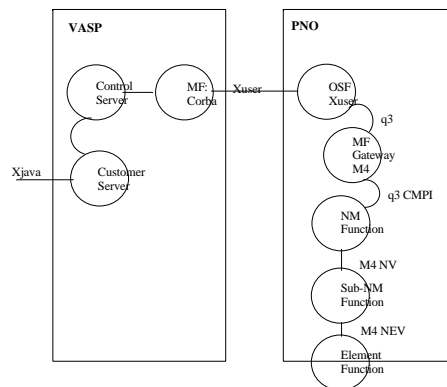 VASP
PNO
Control
Server
MF:
Corba
Xuser
OSF
Xuser
q3
MF
Gateway
M4
Xjava
Customer
Server
q3 CMPI
NM
Function
M4 NV
Sub-NM
Function
M4 NEV
Element
Function